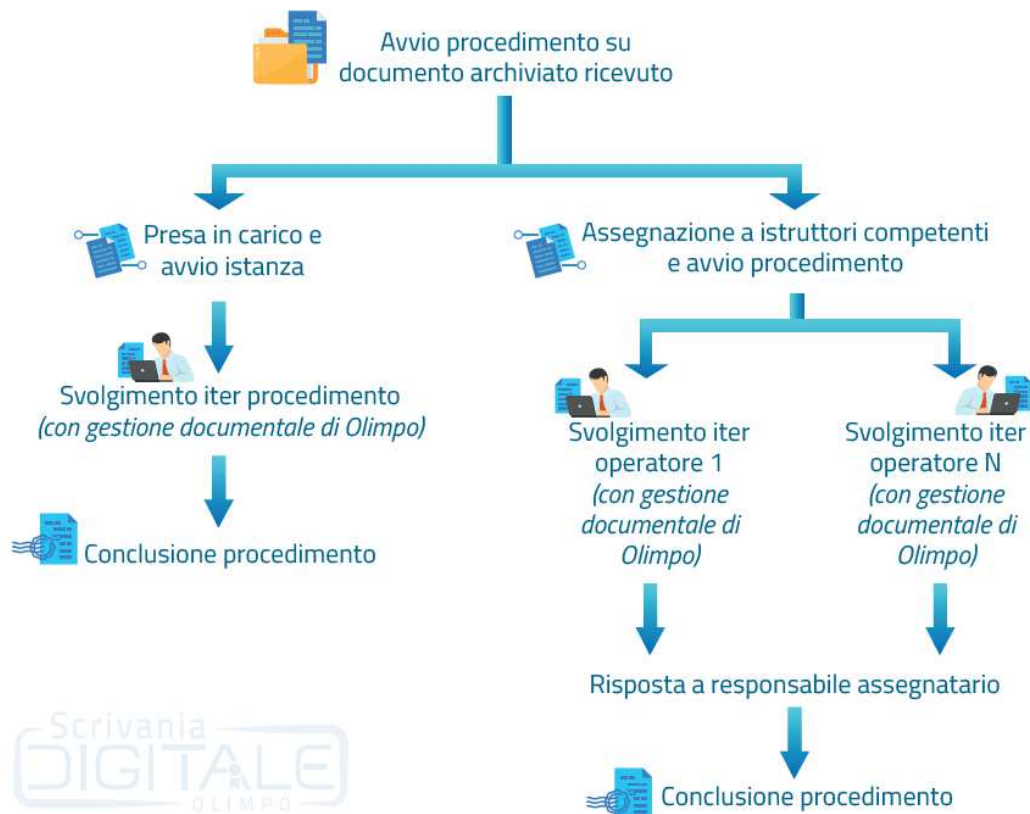 Avvio procedimento su
documento archiviato ricevuto
Presa in carico e
avvio istanza
Assegnazione a istruttori competenti
e avvio procedimento
Svolgimento iter procedimento
(con gestione documentale di Olimpo)
Svolgimento iter
operatore 1
(con gestione
documentale di
Olimpo)
Svolgimento iter
operatore N
(con gestione
documentale di
Olimpo)
Conclusione procedimento
Risposta a responsabile assegnatario
Conclusione procedimento
Scrivania
DIGITALE
OLIMPO